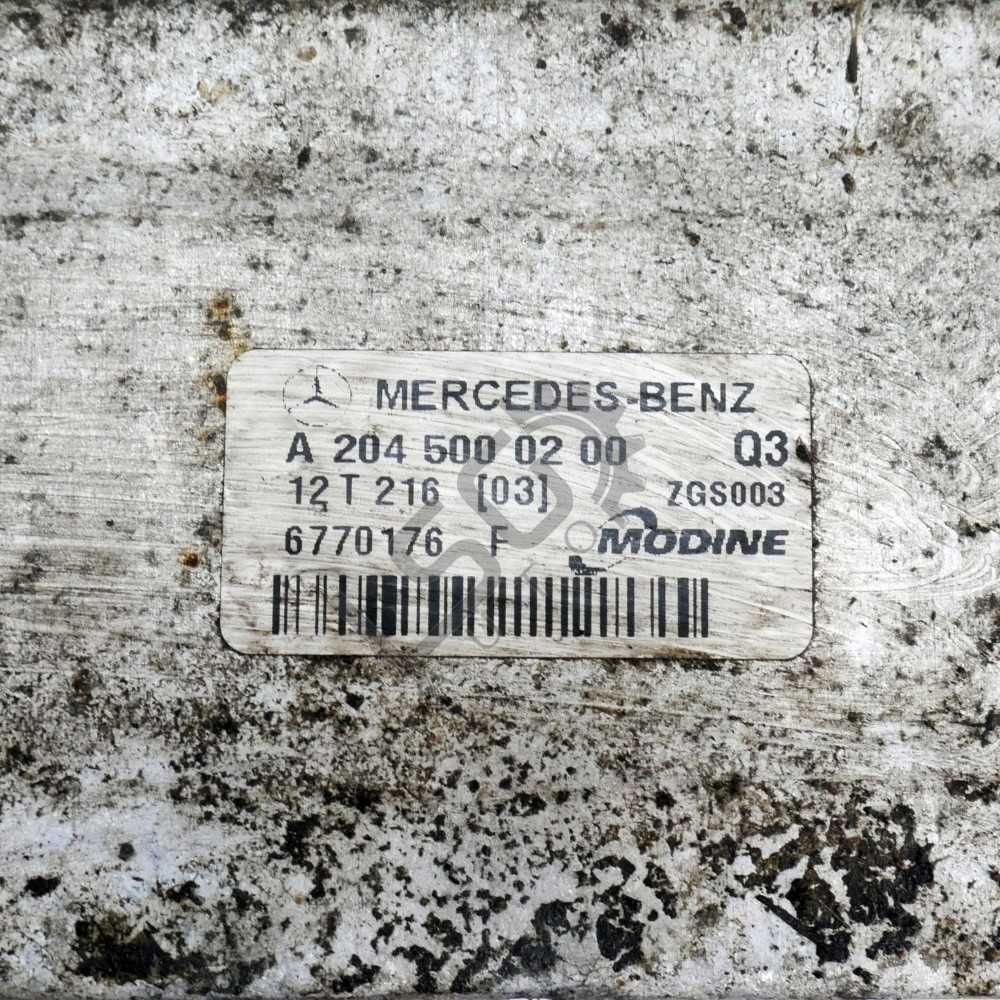 MERCEDES-BENZ
A 204 500 02 00 Q3
12 T 216 [03] ZGS003
6770176 F MODINE